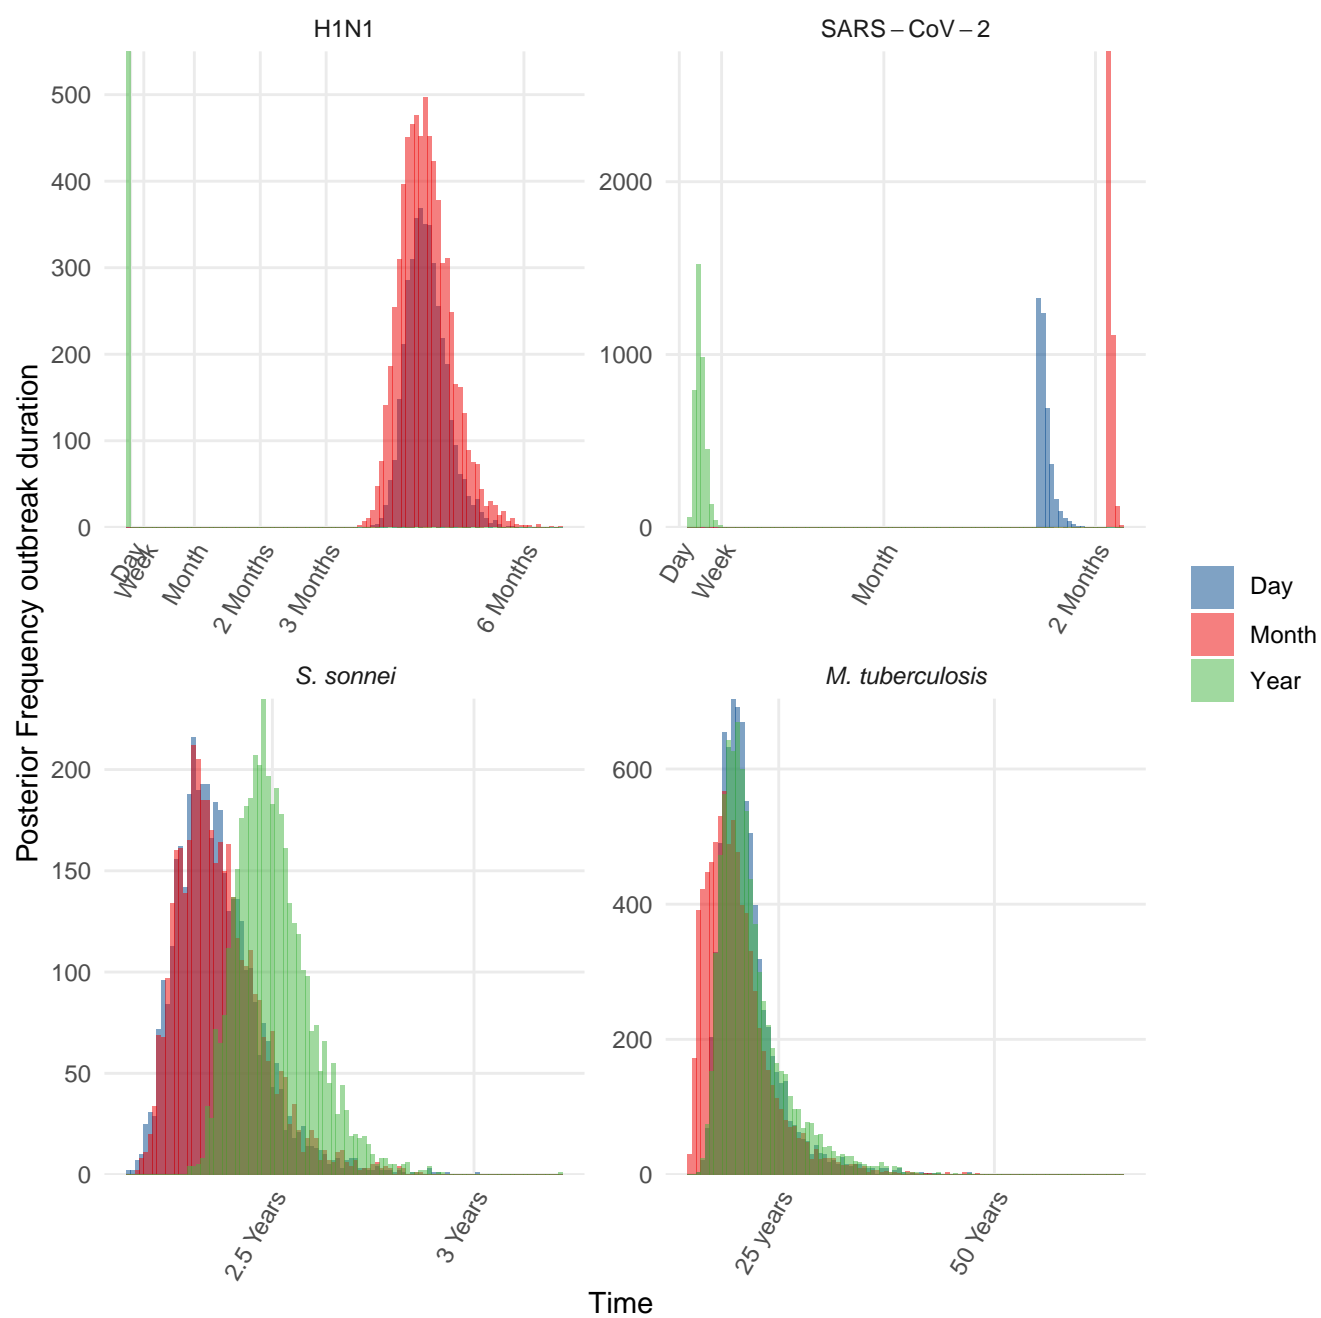 H1N1
SARS – CoV – 2
Posterior Frequency outbreak duration
500
400
300
200
100
0
2000
1000
0
Day
Week
Month
2 Months
3 Months
6 Months
Day
Week
Month
2 Months
Day
Month
Year
S. sonnei
M. tuberculosis
200
150
100
50
0
600
400
200
0
2.5 Years
3 Years
25 years
50 Years
Time